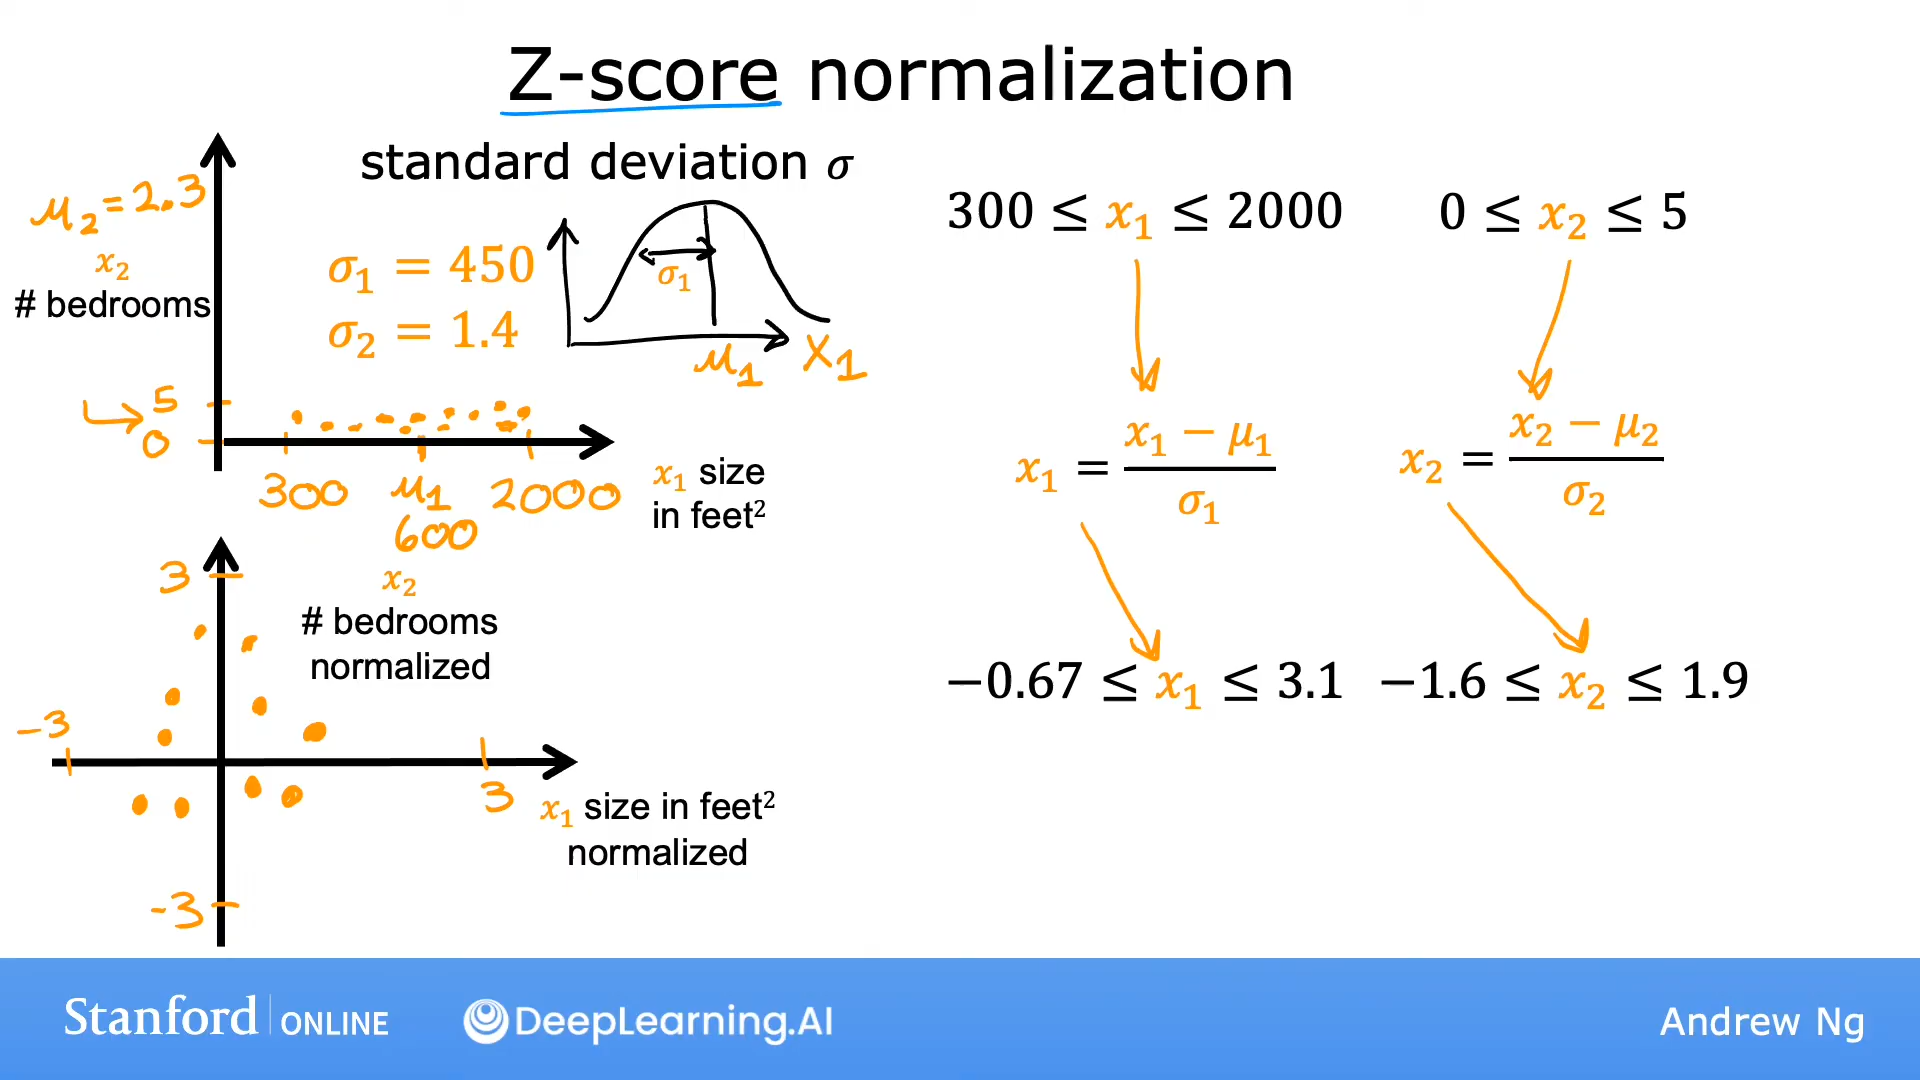 Z-score normalization
standard deviation σ
μ₂ = 2.3
x₂
# bedrooms
σ₁ = 450
σ₂ = 1.4
σ₁
μ₁
x₁
5
0
300
μ₁
600
2000
x₁ size
in feet²
300 ≤ x₁ ≤ 2000
0 ≤ x₂ ≤ 5
x₁ = (x₁ − μ₁) / σ₁
x₂ = (x₂ − μ₂) / σ₂
−0.67 ≤ x₁ ≤ 3.1
−1.6 ≤ x₂ ≤ 1.9
3
x₂
# bedrooms
normalized
−3
3
x₁ size in feet²
normalized
-3
Stanford | ONLINE
DeepLearning.AI
Andrew Ng